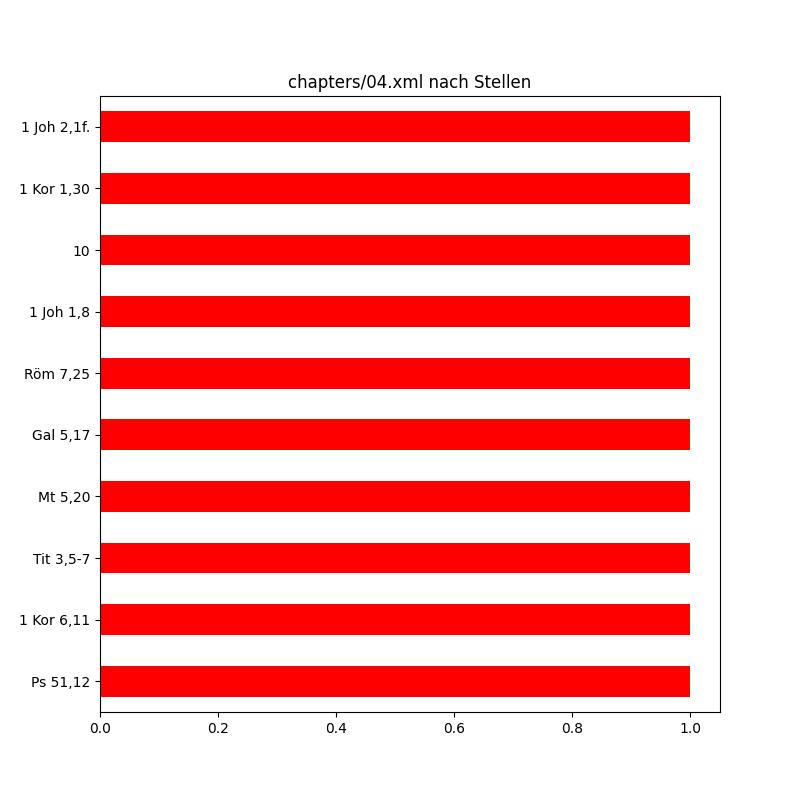 chapters/04.xml nach Stellen
1 Joh 2,1f.
1 Kor 1,30
10
1 Joh 1,8
Röm 7,25
Gal 5,17
Mt 5,20
Tit 3,5-7
1 Kor 6,11
Ps 51,12
0.0 0.2 0.4 0.6 0.8 1.0